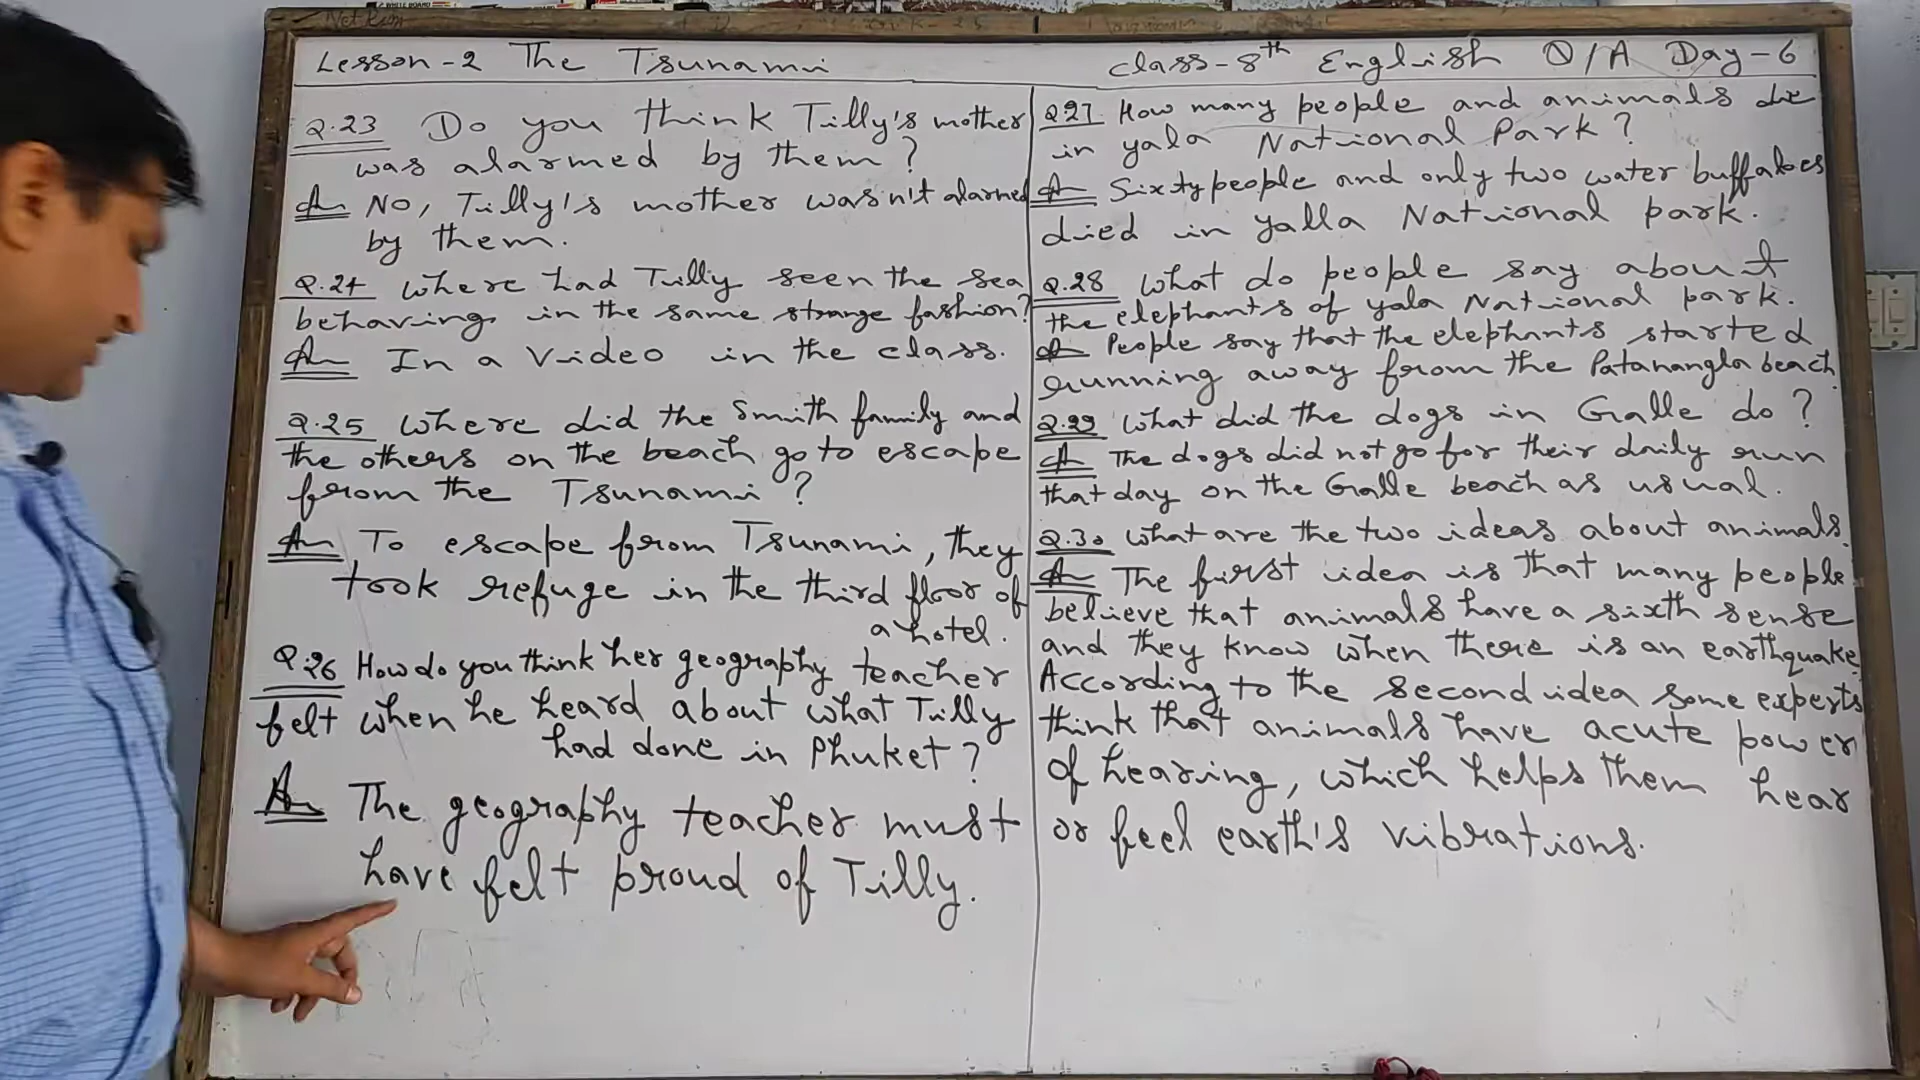 Lesson-2 The Tsunami
Class-8th English Q/A Day-6
Q.23 Do you think Tilly's mother
was alarmed by them?
A NO, Tilly's mother wasn't alarmed
by them.
Q.24 Where had Tilly seen the sea
behaving in the same strange fashion?
A In a Video in the class.
Q.25 Where did the Smith family and
the others on the beach go to escape
from the Tsunami?
A To escape from Tsunami, they
took refuge in the third floor of
a hotel.
Q.26 How do you think her geography teacher
felt when he heard about what Tilly
had done in Phuket?
A The geography teacher must
have felt proud of Tilly.
Q27. How many people and animals die
in yala National Park?
A Sixty people and only two water buffaloes
died in yalla National park.
Q.28 What do people say about
the elephants of yala National park.
A People say that the elephants started
running away from the Patanangla beach
Q.29 What did the dogs in Galle do?
A The dogs did not go for their daily run
that day on the Galle beach as usual.
Q.30 What are the two ideas about animals.
A The first idea is that many people
believe that animals have a sixth sense
and they know when there is an earthquake
According to the second idea some experts
think that animals have acute power
of hearing, which helps them hear
or feel earth's vibrations.